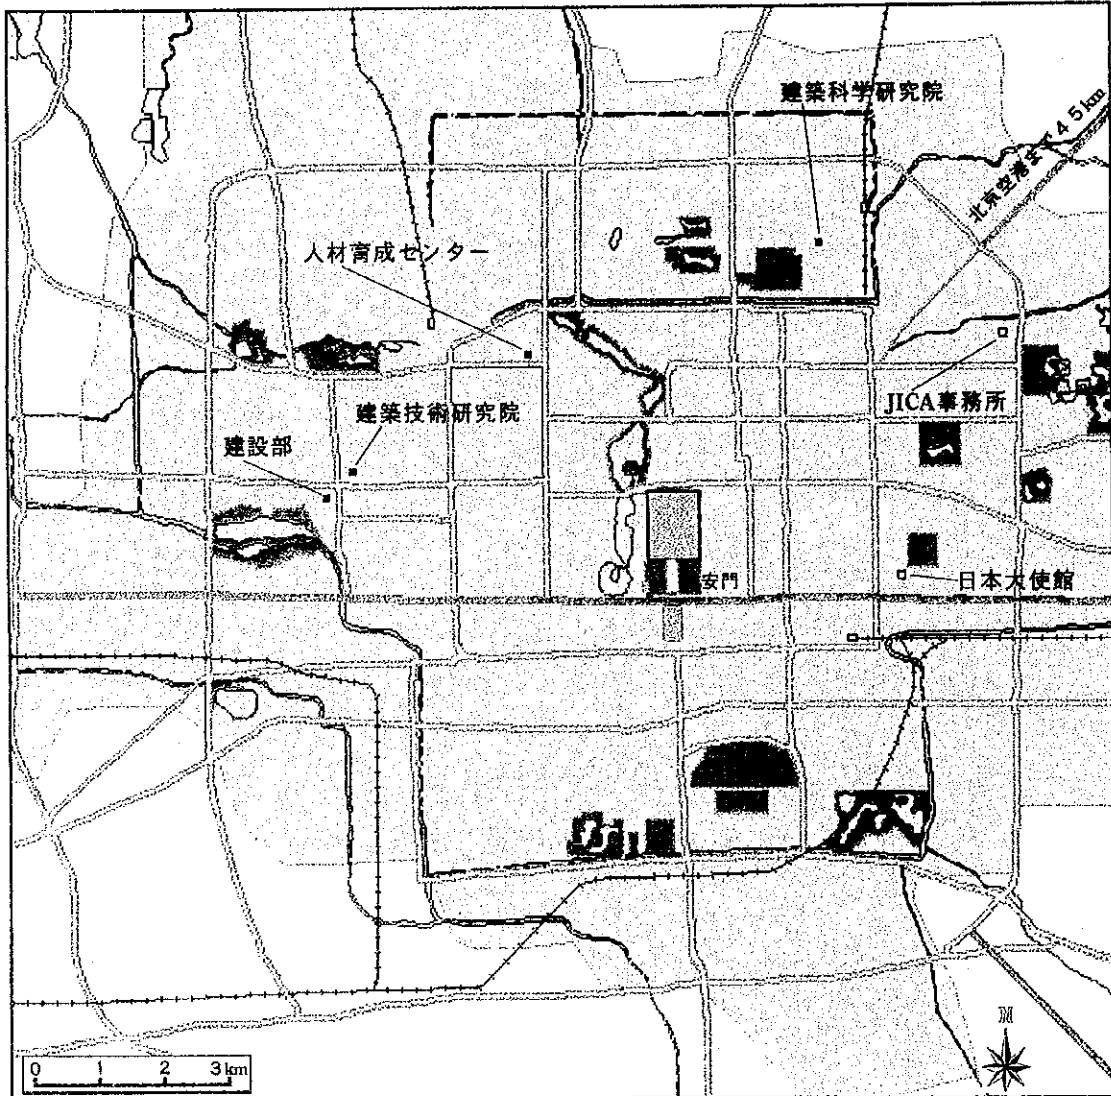 建築科学研究院
北京空港まで45km
人材育成センター
JICA事務所
建築技術研究院
建設部
安門
日本大使館
N
0 1 2 3km